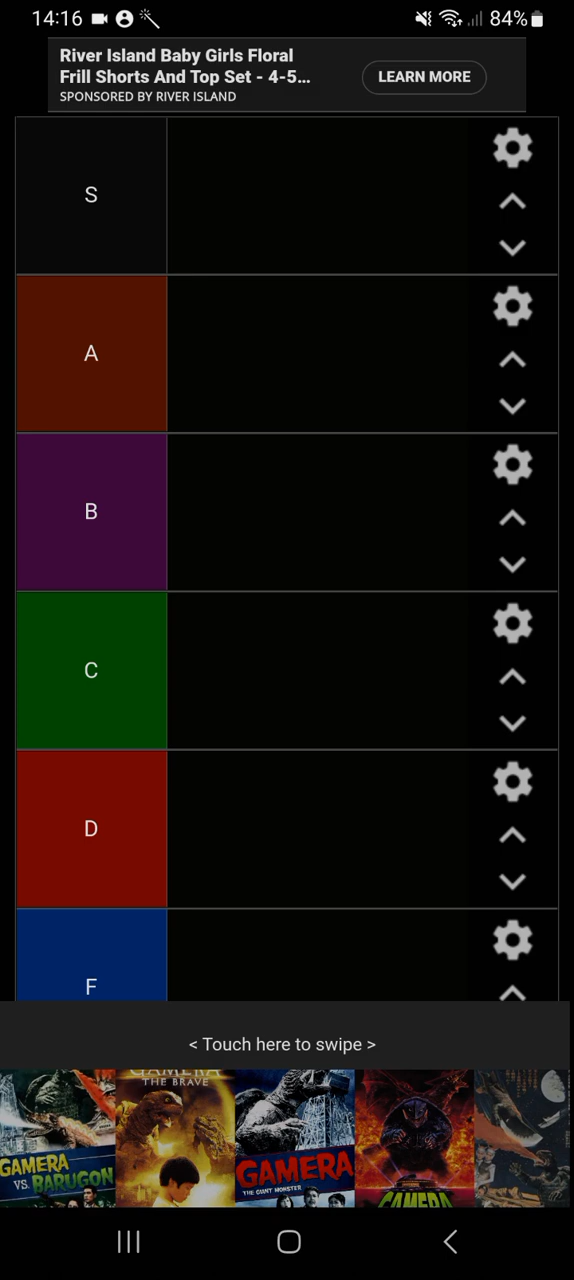 14:16
84%
River Island Baby Girls Floral
Frill Shorts And Top Set - 4-5...
SPONSORED BY RIVER ISLAND
LEARN MORE
S
A
B
C
D
F
< Touch here to swipe >
GAMERA
VS. BARUGON
GAMERA
THE BRAVE
GAMERA
THE GIANT MONSTER
GAMERA